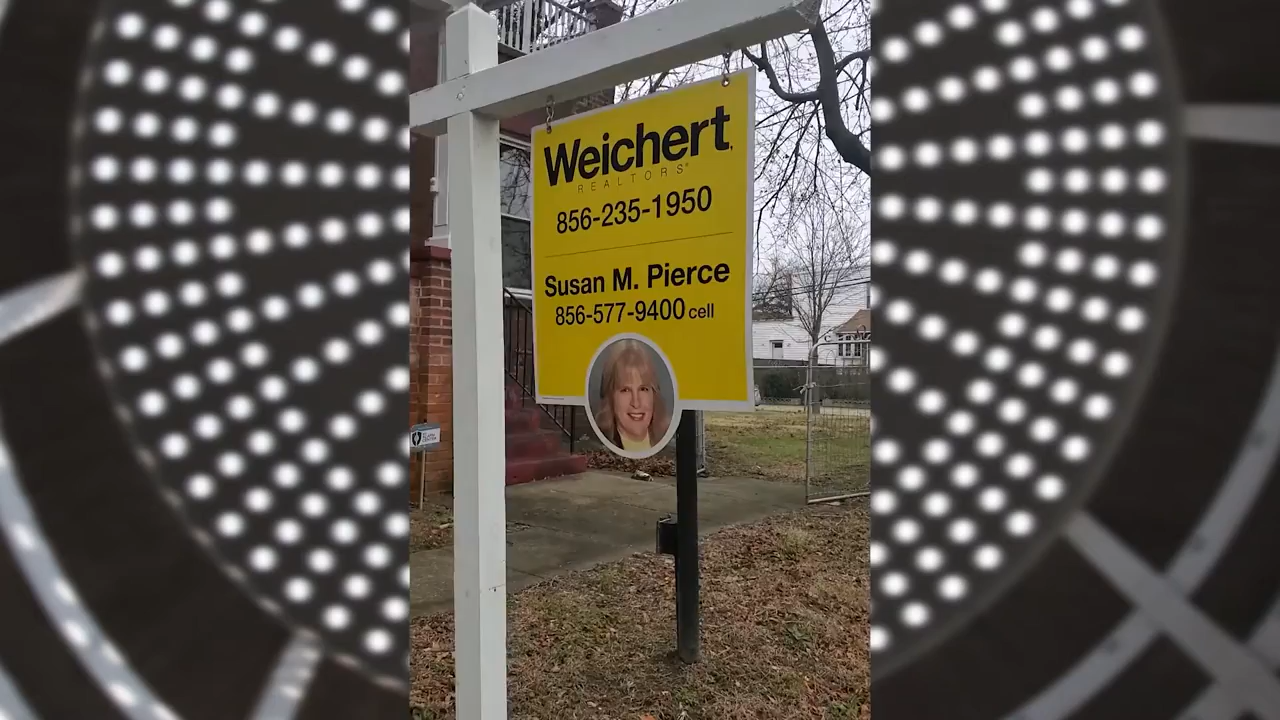 Weichert
REALTORS®
856-235-1950
Susan M. Pierce
856-577-9400 cell